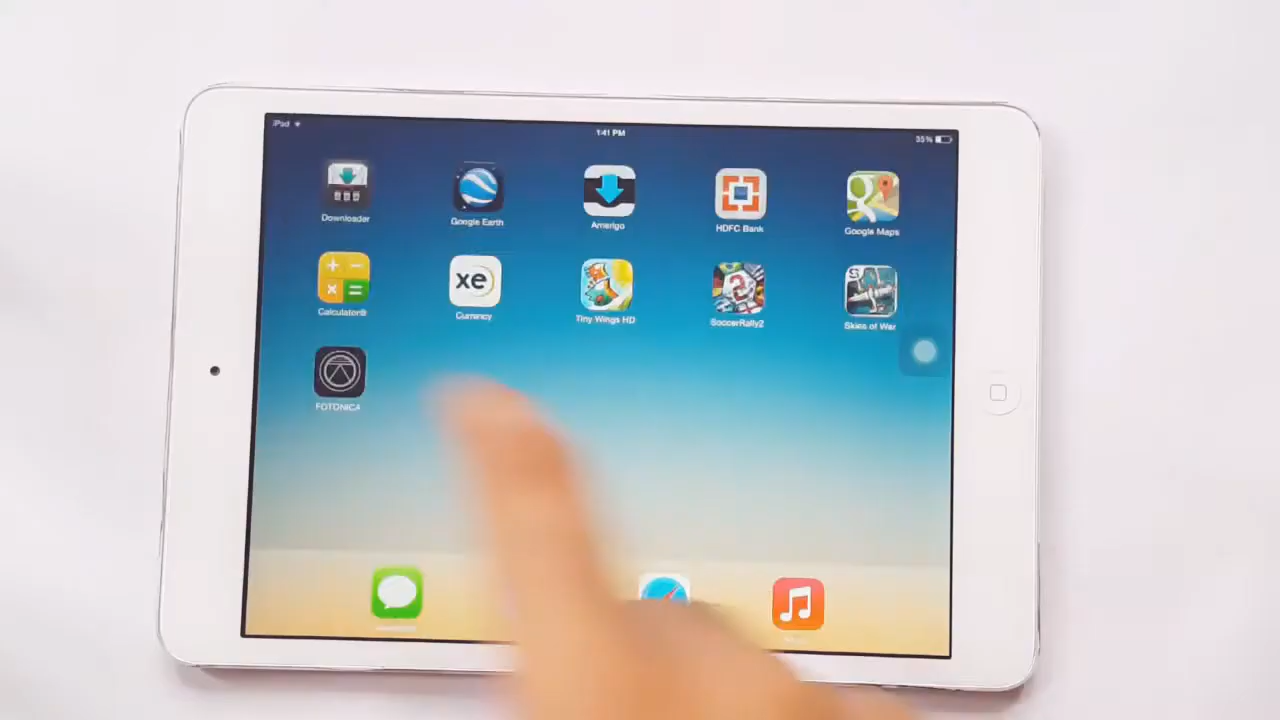 iPad
1:41 PM
35%
Downloader
Google Earth
Amerigo
HDFC Bank
Google Maps
Calculator®
xe
Currency
Tiny Wings HD
2
SoccerRally2
S
Skies of War
FOTONICA